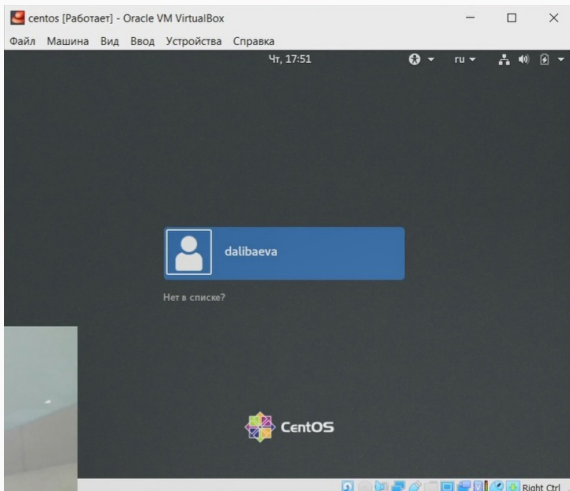 centos [Работает] - Oracle VM VirtualBox
Файл Машина Вид Ввод Устройства Справка
Чт, 17:51 ru
dalibaeva
Нет в списке?
CentOS
Right Ctrl